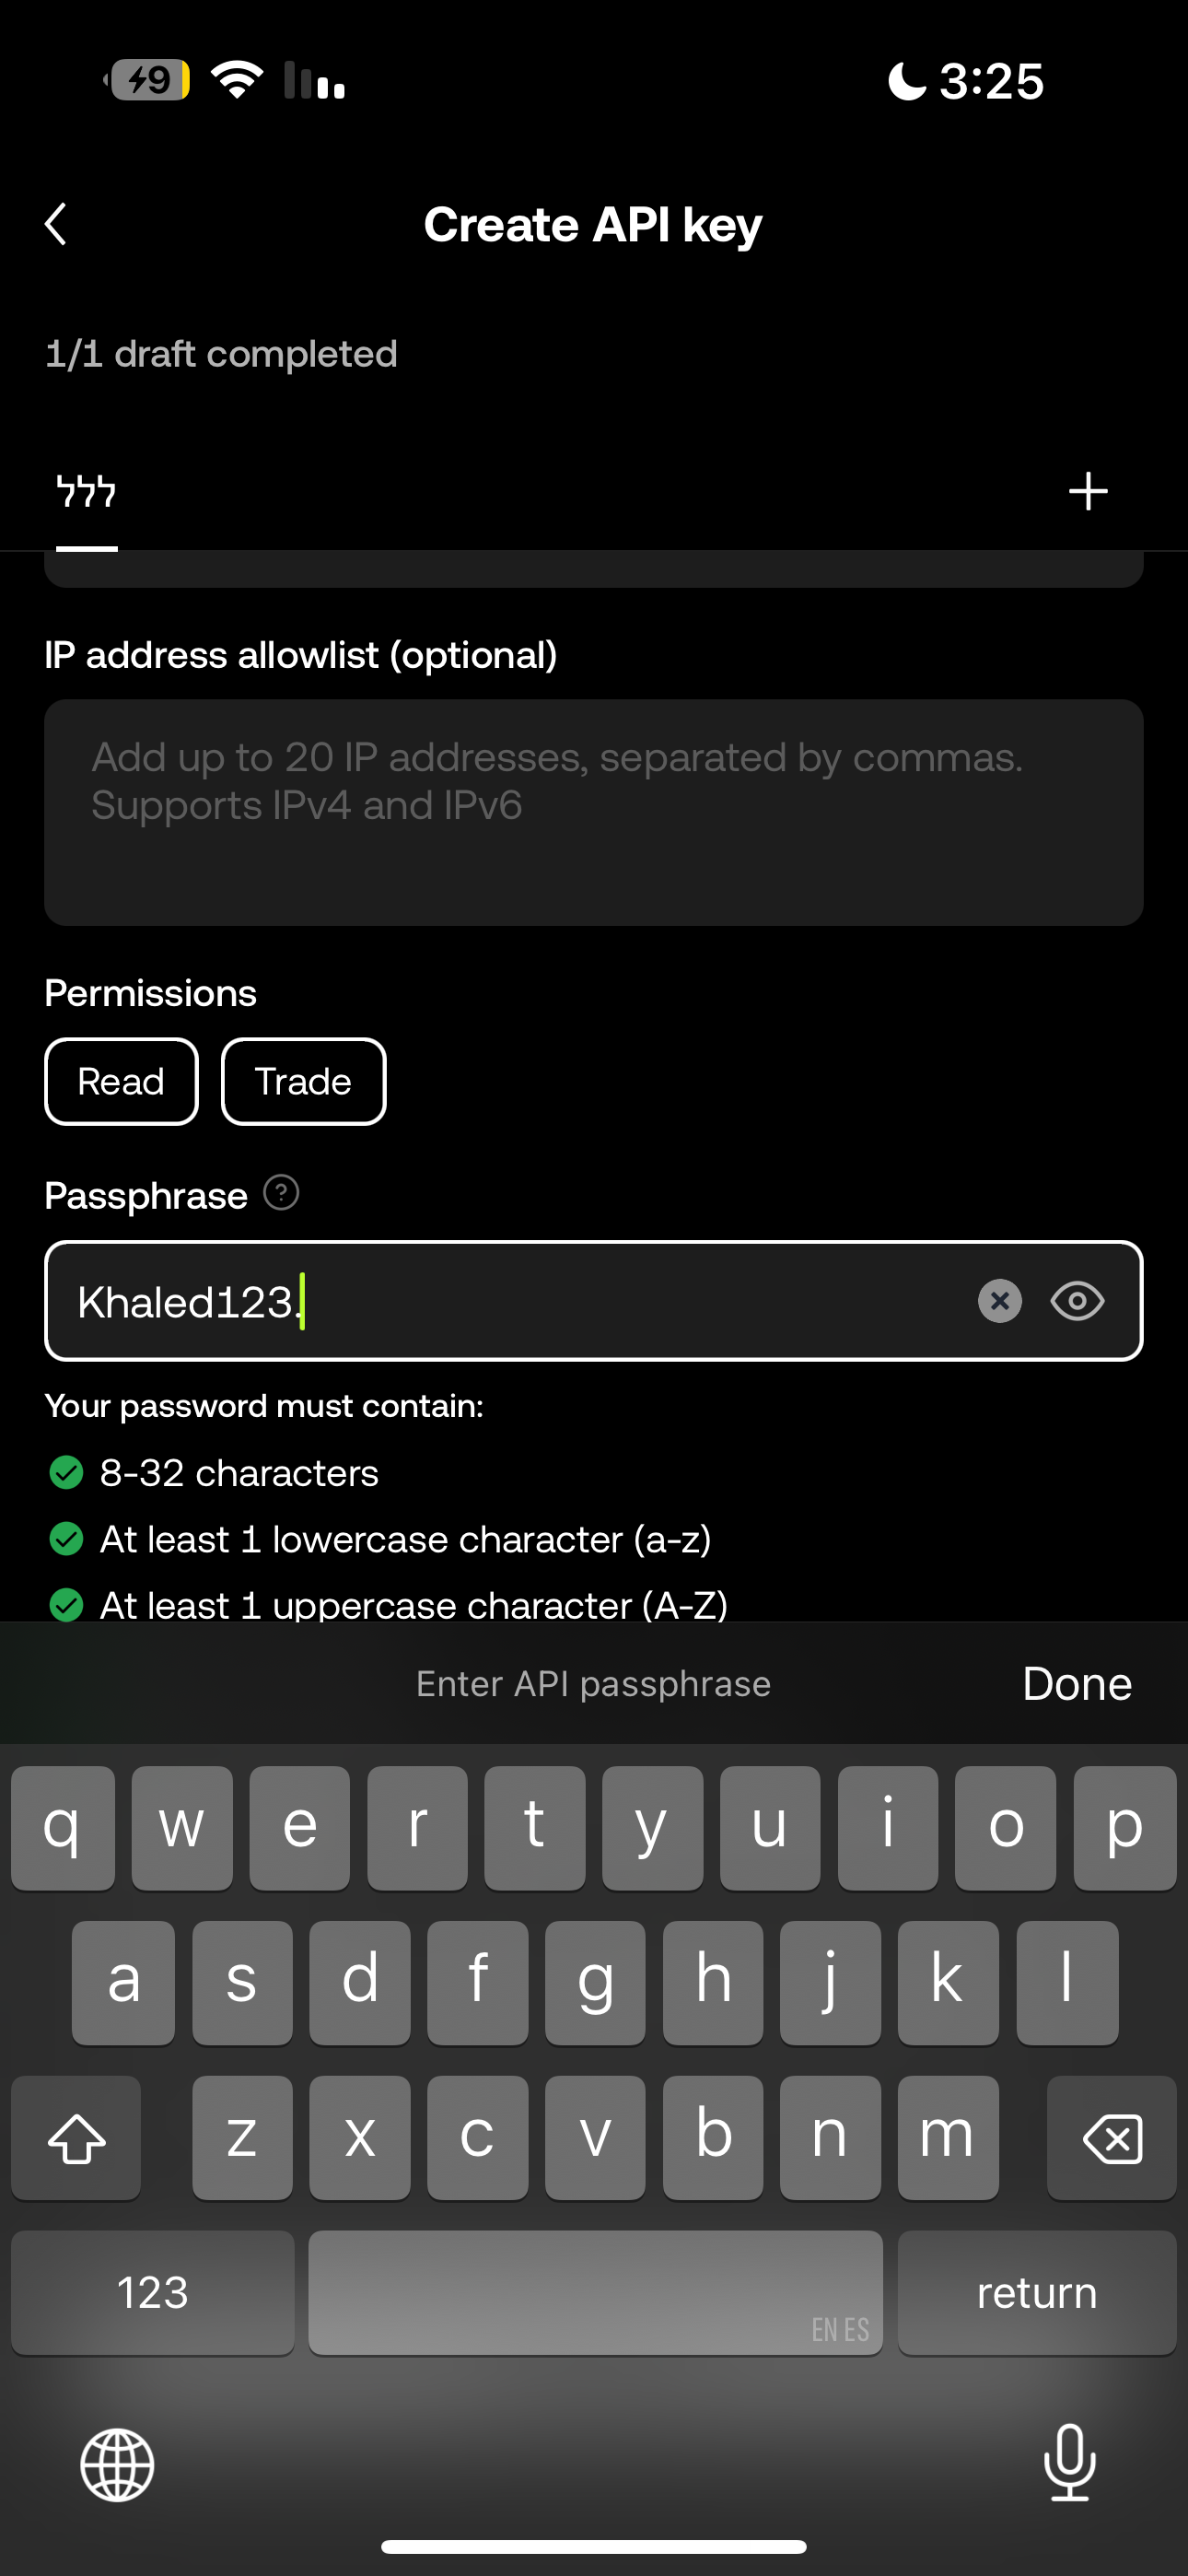 9
3:25
Create API key
1/1 draft completed
ללל
IP address allowlist (optional)
Add up to 20 IP addresses, separated by commas.
Supports IPv4 and IPv6
Permissions
Read Trade
Passphrase ?
Khaled123.
Your password must contain:
8-32 characters
At least 1 lowercase character (a-z)
At least 1 uppercase character (A-Z)
Enter API passphrase Done
q w e r t y u i o p
a s d f g h j k l
z x c v b n m
123 EN ES return